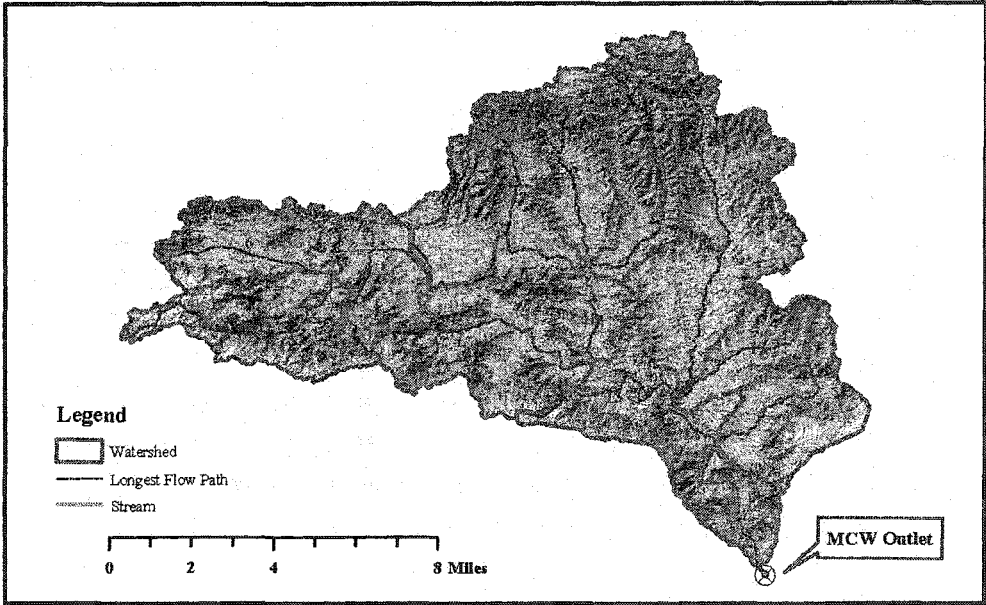 Legend
Watershed
Longest Flow Path
Stream
0 2 4 8 Miles
MCW Outlet